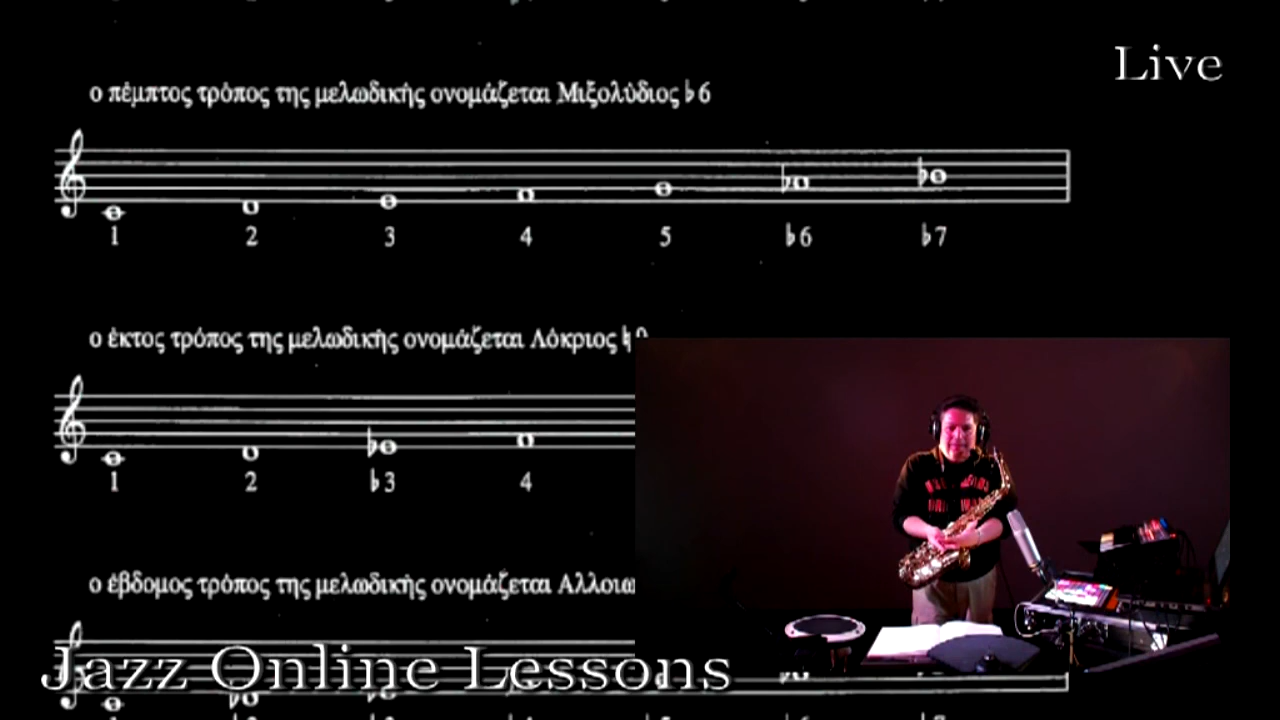 Live
ο πέμπτος τρόπος της μελωδικής ονομάζεται Μιξολύδιος ♭6
1 2 3 4 5 ♭6 ♭7
ο έκτος τρόπος της μελωδικής ονομάζεται Λόκριος
1 2 ♭3 4
ο έβδομος τρόπος της μελωδικής ονομάζεται
Jazz Online Lessons